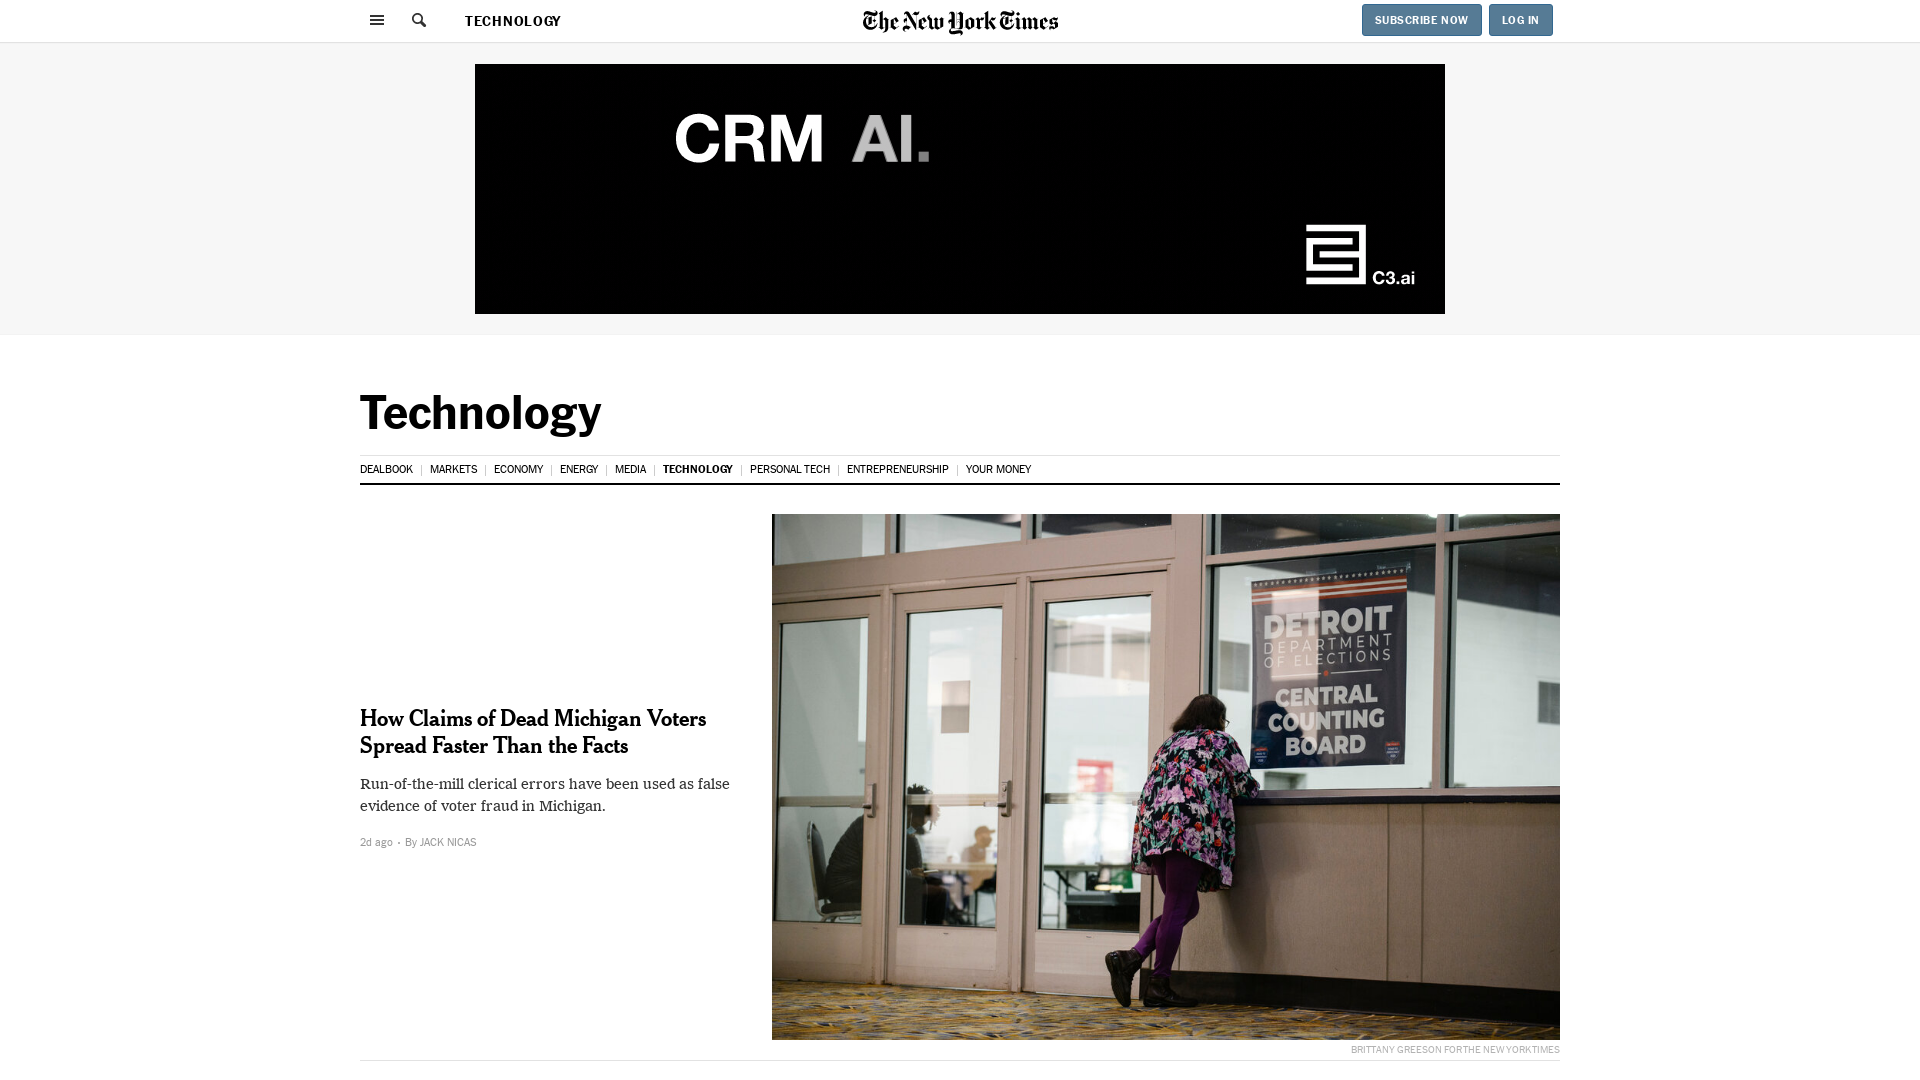 TECHNOLOGY
The New York Times
SUBSCRIBE NOW
LOG IN
CRM AI.
C3.ai
Technology
DEALBOOK
MARKETS
ECONOMY
ENERGY
MEDIA
TECHNOLOGY
PERSONAL TECH
ENTREPRENEURSHIP
YOUR MONEY
How Claims of Dead Michigan Voters
Spread Faster Than the Facts
Run-of-the-mill clerical errors have been used as false
evidence of voter fraud in Michigan.
2d ago • By JACK NICAS
DETROIT
DEPARTMENT
OF ELECTIONS
CENTRAL
COUNTING
BOARD
BRITTANY GREESON FOR THE NEW YORK TIMES